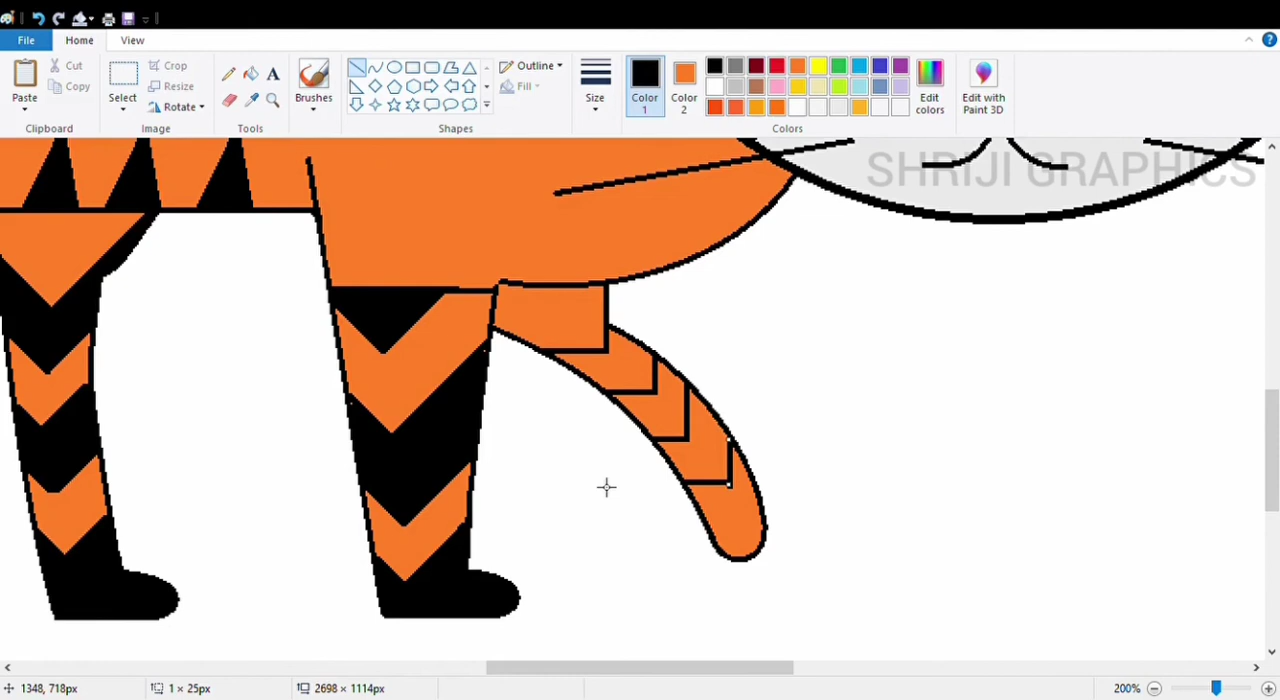 File Home View
Paste Cut Copy
Select Crop Resize Rotate
Brushes
Outline Fill
Size
Color 1
Color 2
Edit colors
Edit with Paint 3D
Clipboard Image Tools Shapes Colors
SHRIJI GRAPHICS
1348, 718px 1 × 25px 2698 × 1114px 200%